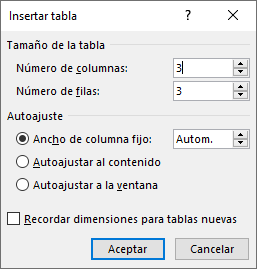 Insertar tabla
Tamaño de la tabla
Número de columnas: 3
Número de filas: 3
Autoajuste
Ancho de columna fijo: Autom.
Autoajustar al contenido
Autoajustar a la ventana
Recordar dimensiones para tablas nuevas
Aceptar Cancelar